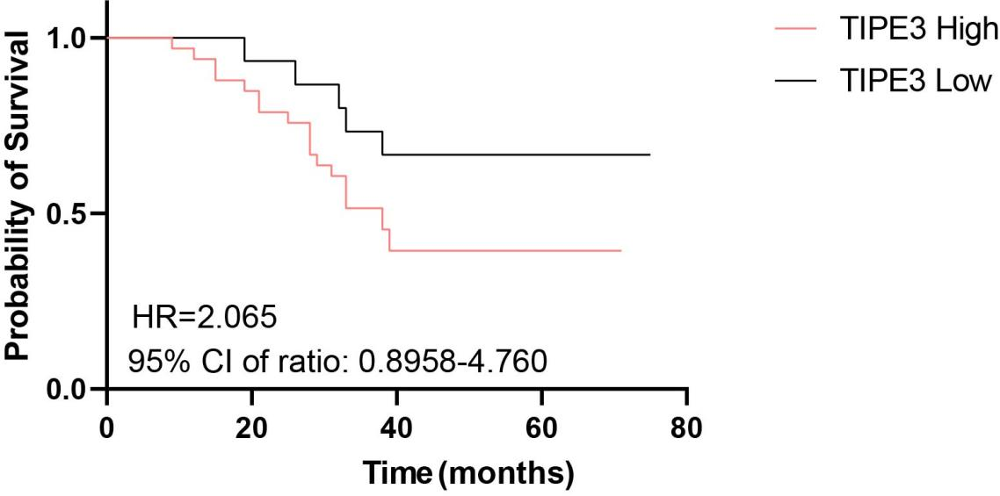 TIPE3 High
TIPE3 Low
Probability of Survival
1.0
0.5
0.0
HR=2.065
95% CI of ratio: 0.8958-4.760
0 20 40 60 80
Time (months)